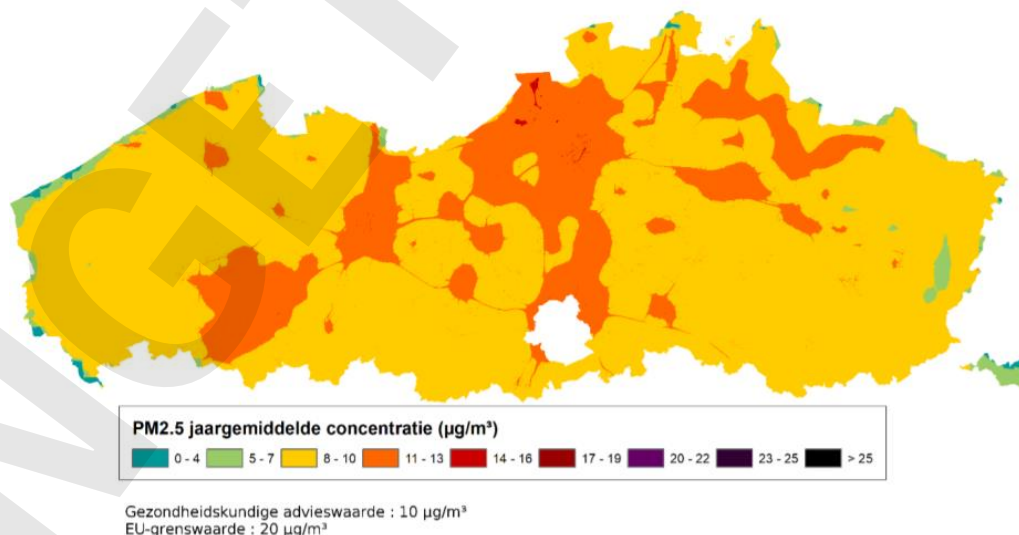 PM2.5 jaargemiddelde concentratie (µg/m³)
0 - 4 5 - 7 8 - 10 11 - 13 14 - 16 17 - 19 20 - 22 23 - 25 > 25
Gezondheidskundige advieswaarde : 10 µg/m³
EU-grenswaarde : 20 µg/m³